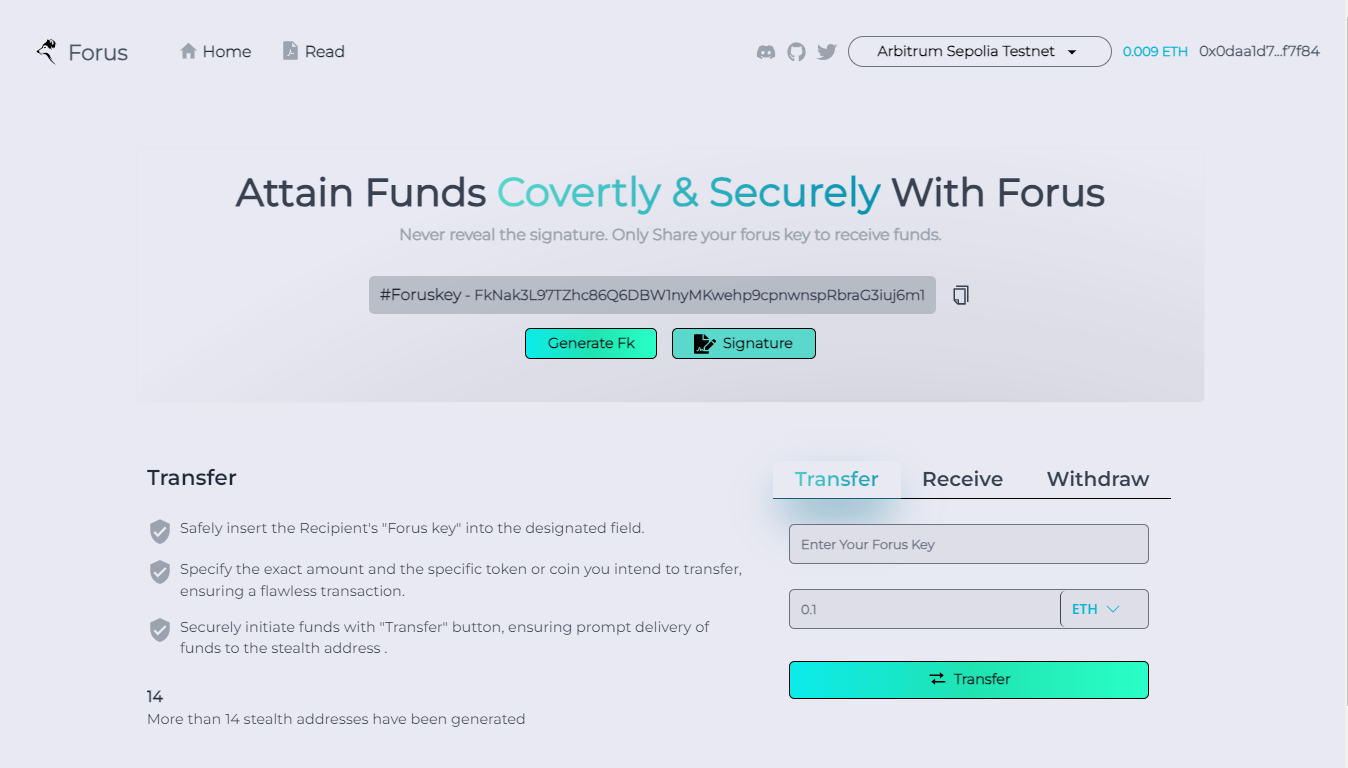 Forus
Home
Read
Arbitrum Sepolia Testnet
0.009 ETH
0x0daa1d7...f7f84
Attain Funds Covertly & Securely With Forus
Never reveal the signature. Only Share your forus key to receive funds.
#Foruskey - FkNak3L97TZhc86Q6DBW1nyMKwehp9cpnwnspRbraG3iuj6m1
Generate Fk
Signature
Transfer
Safely insert the Recipient's "Forus key" into the designated field.
Specify the exact amount and the specific token or coin you intend to transfer,
ensuring a flawless transaction.
Securely initiate funds with "Transfer" button, ensuring prompt delivery of
funds to the stealth address .
14
More than 14 stealth addresses have been generated
Transfer
Receive
Withdraw
Enter Your Forus Key
0.1
ETH
Transfer